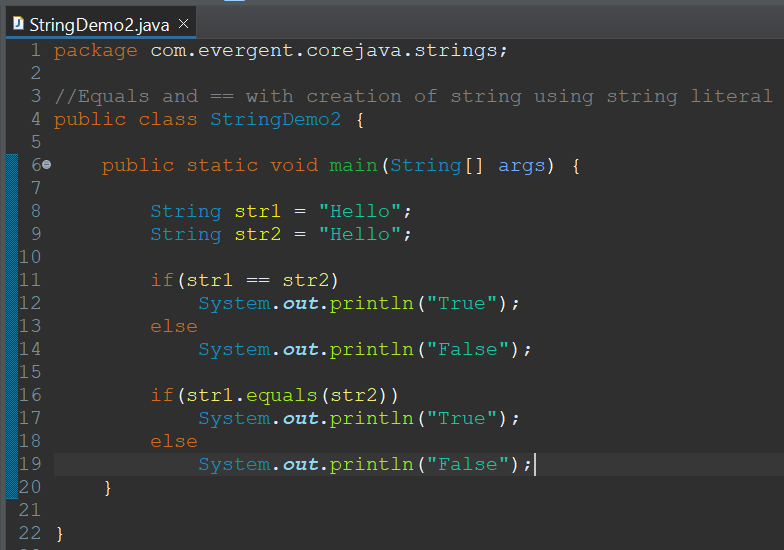 StringDemo2.java
1 package com.evergent.corejava.strings;
2
3 //Equals and == with creation of string using string literal
4 public class StringDemo2 {
5
6 public static void main(String[] args) {
7
8 String str1 = "Hello";
9 String str2 = "Hello";
10
11 if(str1 == str2)
12 System.out.println("True");
13 else
14 System.out.println("False");
15
16 if(str1.equals(str2))
17 System.out.println("True");
18 else
19 System.out.println("False");
20 }
21
22 }